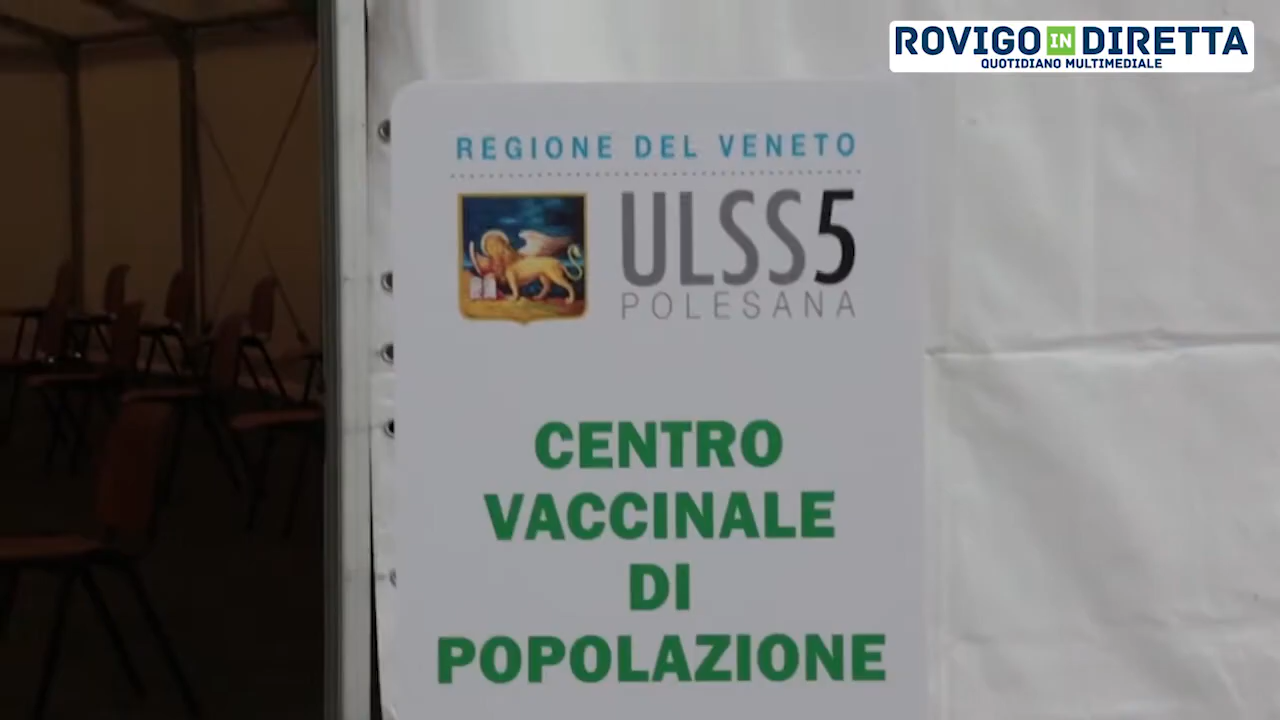 ROVIGO IN DIRETTA
QUOTIDIANO MULTIMEDIALE
REGIONE DEL VENETO
ULSS5
POLESANA
CENTRO
VACCINALE
DI
POPOLAZIONE